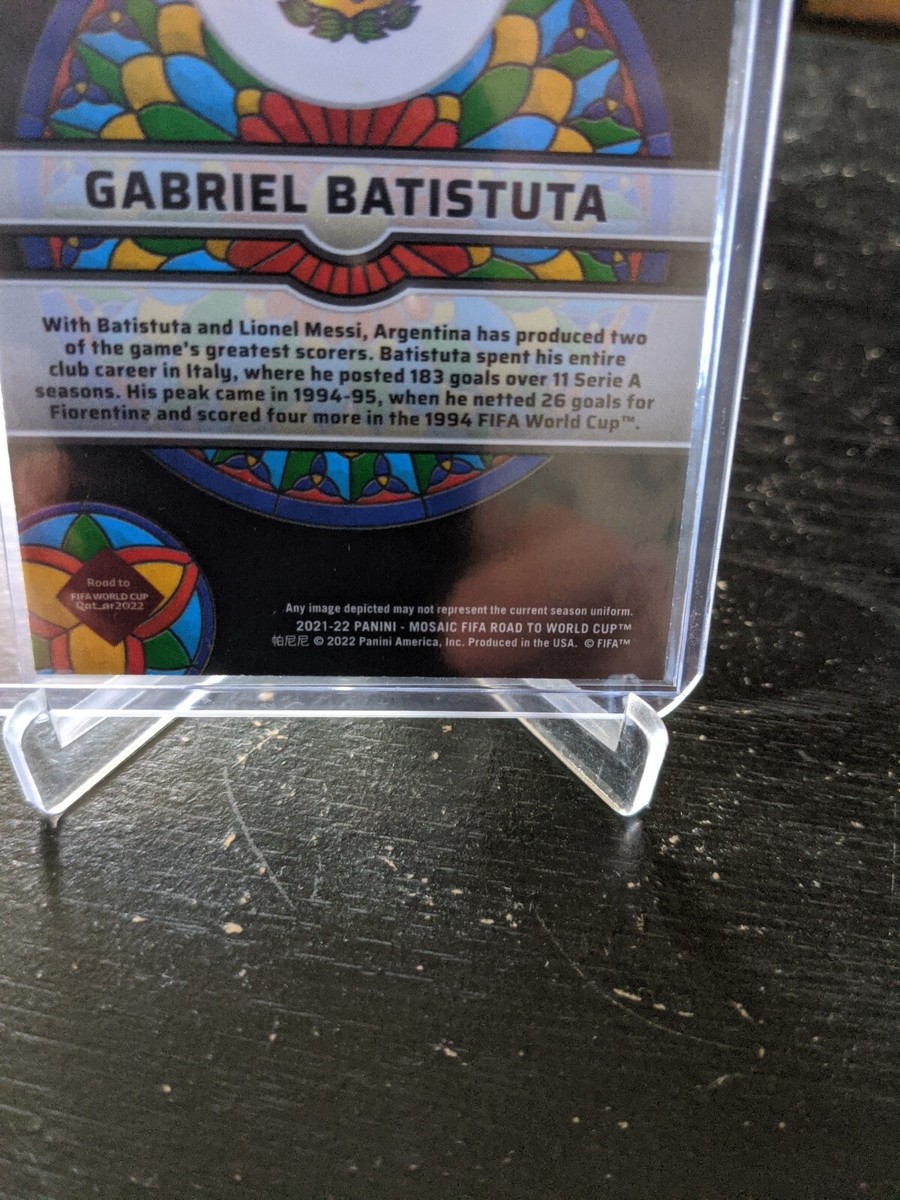 GABRIEL BATISTUTA
With Batistuta and Lionel Messi, Argentina has produced two
of the game's greatest scorers. Batistuta spent his entire
club career in Italy, where he posted 183 goals over 11 Serie A
seasons. His peak came in 1994-95, when he netted 26 goals for
Fiorentina and scored four more in the 1994 FIFA World Cup™.
Road to
FIFA WORLD CUP
Qat_ar2022
Any image depicted may not represent the current season uniform.
2021-22 PANINI - MOSAIC FIFA ROAD TO WORLD CUP™
帕尼尼 © 2022 Panini America, Inc. Produced in the USA. © FIFA™